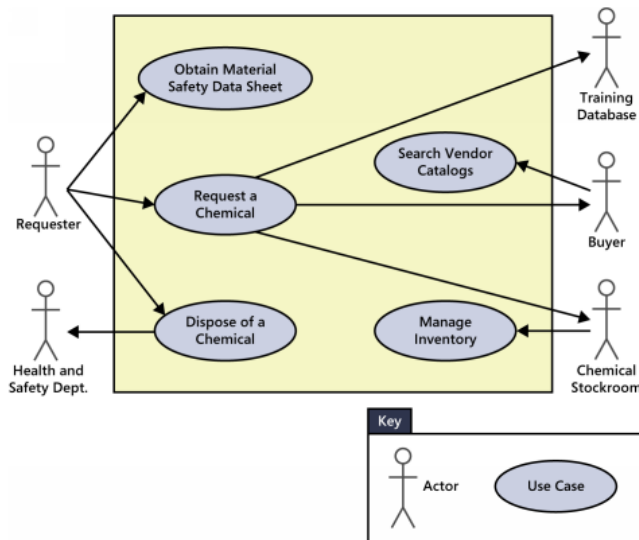 Obtain Material
Safety Data Sheet
Training
Database
Search Vendor
Catalogs
Requester
Request a
Chemical
Buyer
Health and
Safety Dept.
Dispose of a
Chemical
Manage
Inventory
Chemical
Stockroom
Key
Actor
Use Case